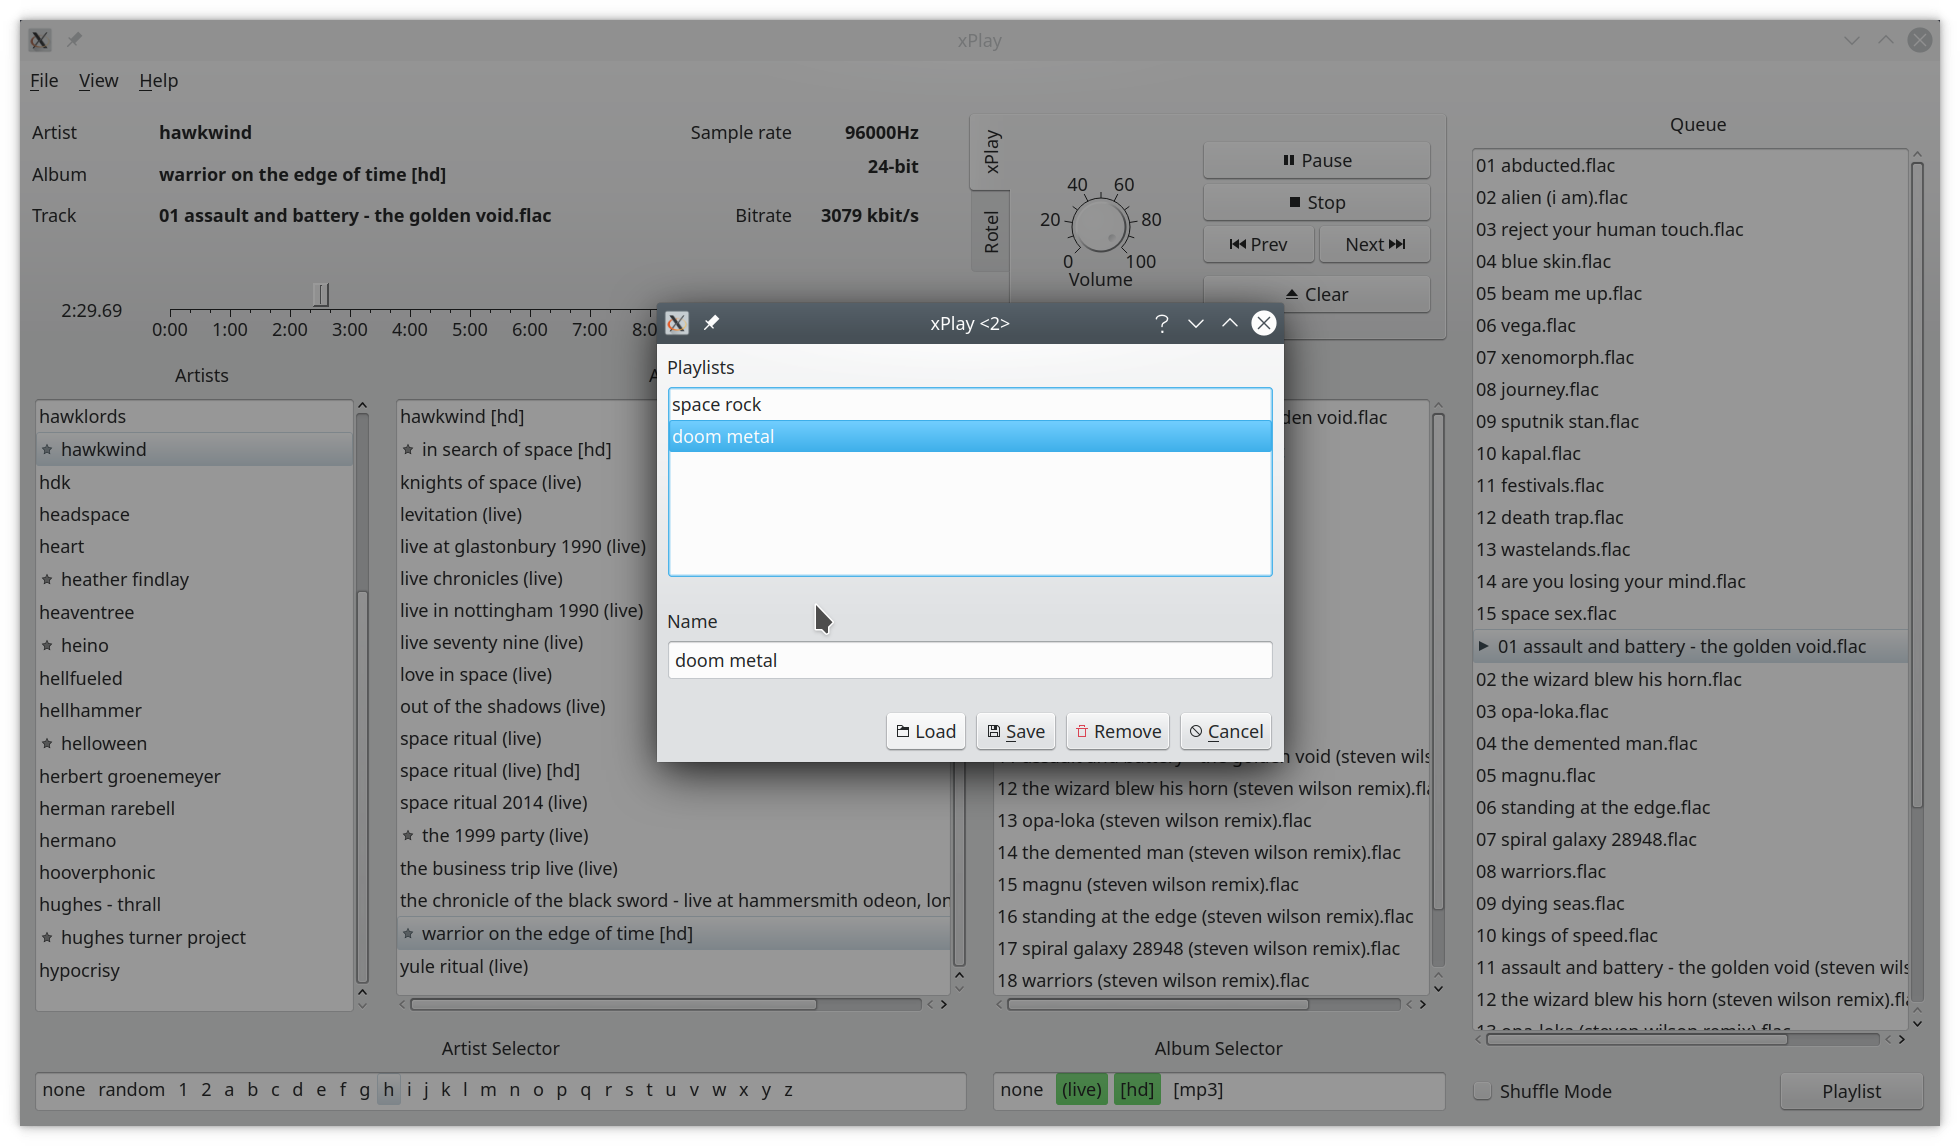 xPlay
File View Help
Artist hawkwind
Album warrior on the edge of time [hd]
Track 01 assault and battery - the golden void.flac
Sample rate 96000Hz
24-bit
Bitrate 3079 kbit/s
2:29.69
0:00 1:00 2:00 3:00 4:00 5:00 6:00 7:00
xPlay
Rotel
0 20 40 60 80 100
Volume
Pause
Stop
Prev Next
Clear
Artists
hawklords
hawkwind
hdk
headspace
heart
heather findlay
heaventree
heino
hellfueled
hellhammer
helloween
herbert groenemeyer
herman rarebell
hermano
hooverphonic
hughes - thrall
hughes turner project
hypocrisy
hawkwind [hd]
in search of space [hd]
knights of space (live)
levitation (live)
live at glastonbury 1990 (live)
live chronicles (live)
live in nottingham 1990 (live)
live seventy nine (live)
love in space (live)
out of the shadows (live)
space ritual (live)
space ritual (live) [hd]
space ritual 2014 (live)
the 1999 party (live)
the business trip live (live)
the chronicle of the black sword - live at hammersmith odeon, lon
warrior on the edge of time [hd]
yule ritual (live)
xPlay <2>
Playlists
space rock
doom metal
Name
doom metal
Load Save Remove Cancel
void.flac
void (steven wils
12 the wizard blew his horn (steven wilson remix).fla
13 opa-loka (steven wilson remix).flac
14 the demented man (steven wilson remix).flac
15 magnu (steven wilson remix).flac
16 standing at the edge (steven wilson remix).flac
17 spiral galaxy 28948 (steven wilson remix).flac
18 warriors (steven wilson remix).flac
Queue
01 abducted.flac
02 alien (i am).flac
03 reject your human touch.flac
04 blue skin.flac
05 beam me up.flac
06 vega.flac
07 xenomorph.flac
08 journey.flac
09 sputnik stan.flac
10 kapal.flac
11 festivals.flac
12 death trap.flac
13 wastelands.flac
14 are you losing your mind.flac
15 space sex.flac
01 assault and battery - the golden void.flac
02 the wizard blew his horn.flac
03 opa-loka.flac
04 the demented man.flac
05 magnu.flac
06 standing at the edge.flac
07 spiral galaxy 28948.flac
08 warriors.flac
09 dying seas.flac
10 kings of speed.flac
11 assault and battery - the golden void (steven wils
12 the wizard blew his horn (steven wilson remix).fla
13 opa-loka (steven wilson remix).flac
Artist Selector
none random 1 2 a b c d e f g h i j k l m n o p q r s t u v w x y z
Album Selector
none (live) [hd] [mp3]
Shuffle Mode
Playlist